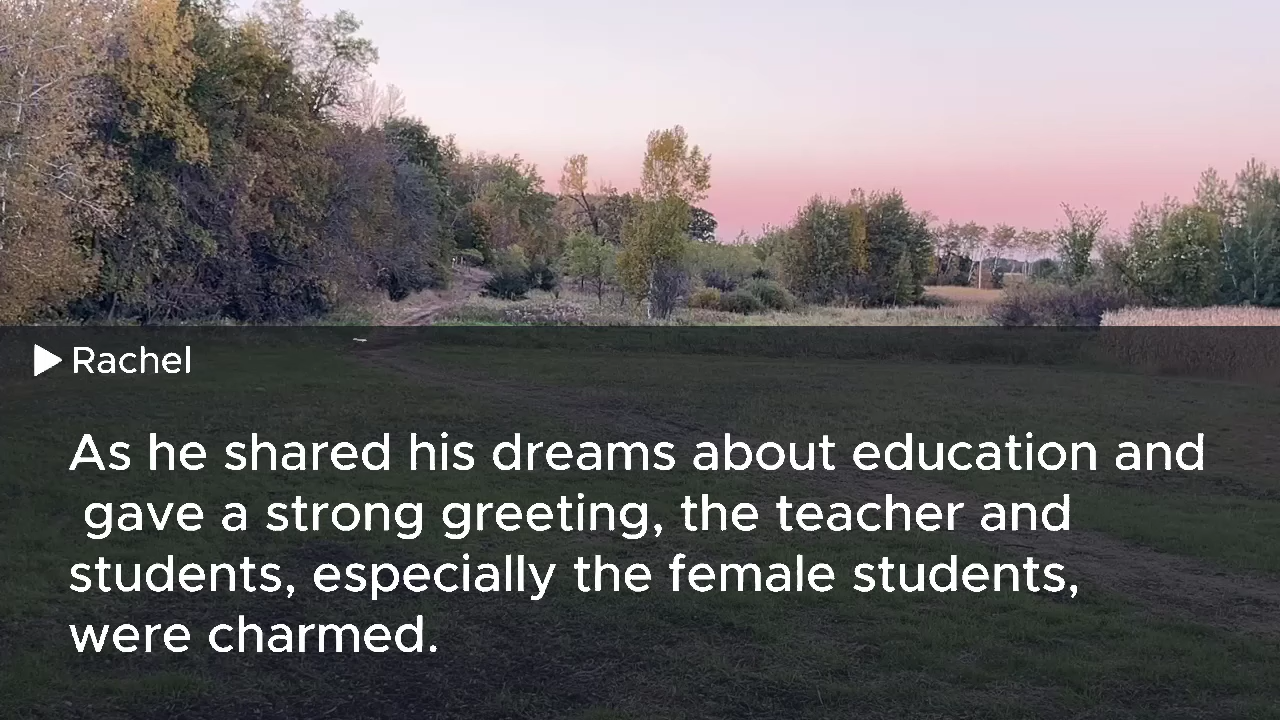 Rachel
As he shared his dreams about education and
gave a strong greeting, the teacher and
students, especially the female students,
were charmed.